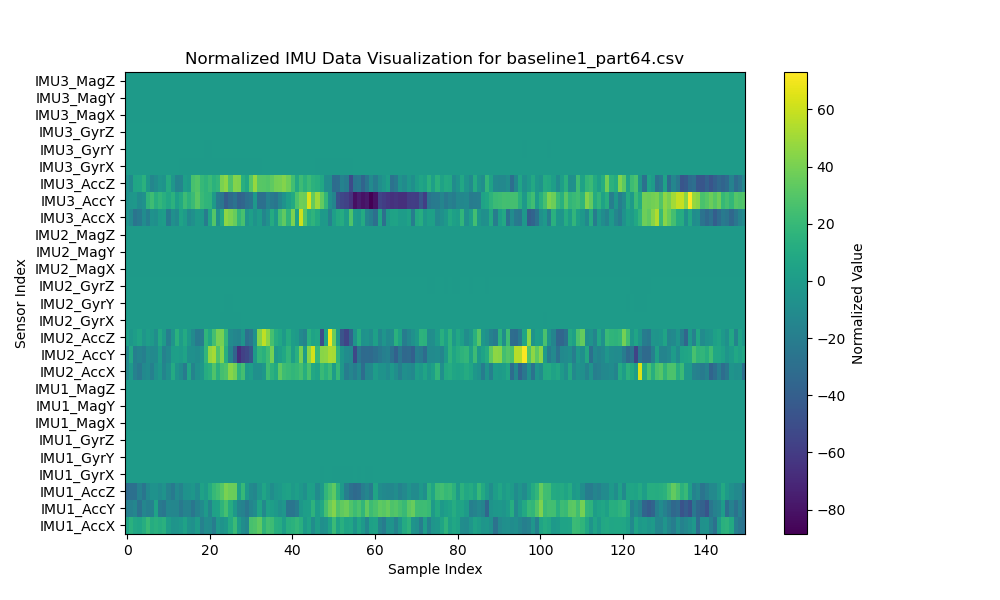 Normalized IMU Data Visualization for baseline1_part64.csv
IMU3_MagZ
IMU3_MagY
IMU3_MagX
IMU3_GyrZ
IMU3_GyrY
IMU3_GyrX
IMU3_AccZ
IMU3_AccY
IMU3_AccX
IMU2_MagZ
IMU2_MagY
IMU2_MagX
IMU2_GyrZ
IMU2_GyrY
IMU2_GyrX
IMU2_AccZ
IMU2_AccY
IMU2_AccX
IMU1_MagZ
IMU1_MagY
IMU1_MagX
IMU1_GyrZ
IMU1_GyrY
IMU1_GyrX
IMU1_AccZ
IMU1_AccY
IMU1_AccX
Sensor Index
0 20 40 60 80 100 120 140
Sample Index
60
40
20
0
−20
−40
−60
−80
Normalized Value